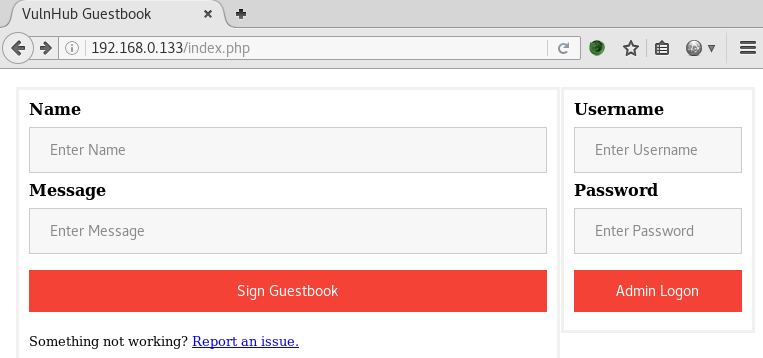 VulnHub Guestbook
192.168.0.133/index.php
Name
Enter Name
Message
Enter Message
Sign Guestbook
Something not working? Report an issue.
Username
Enter Username
Password
Enter Password
Admin Logon